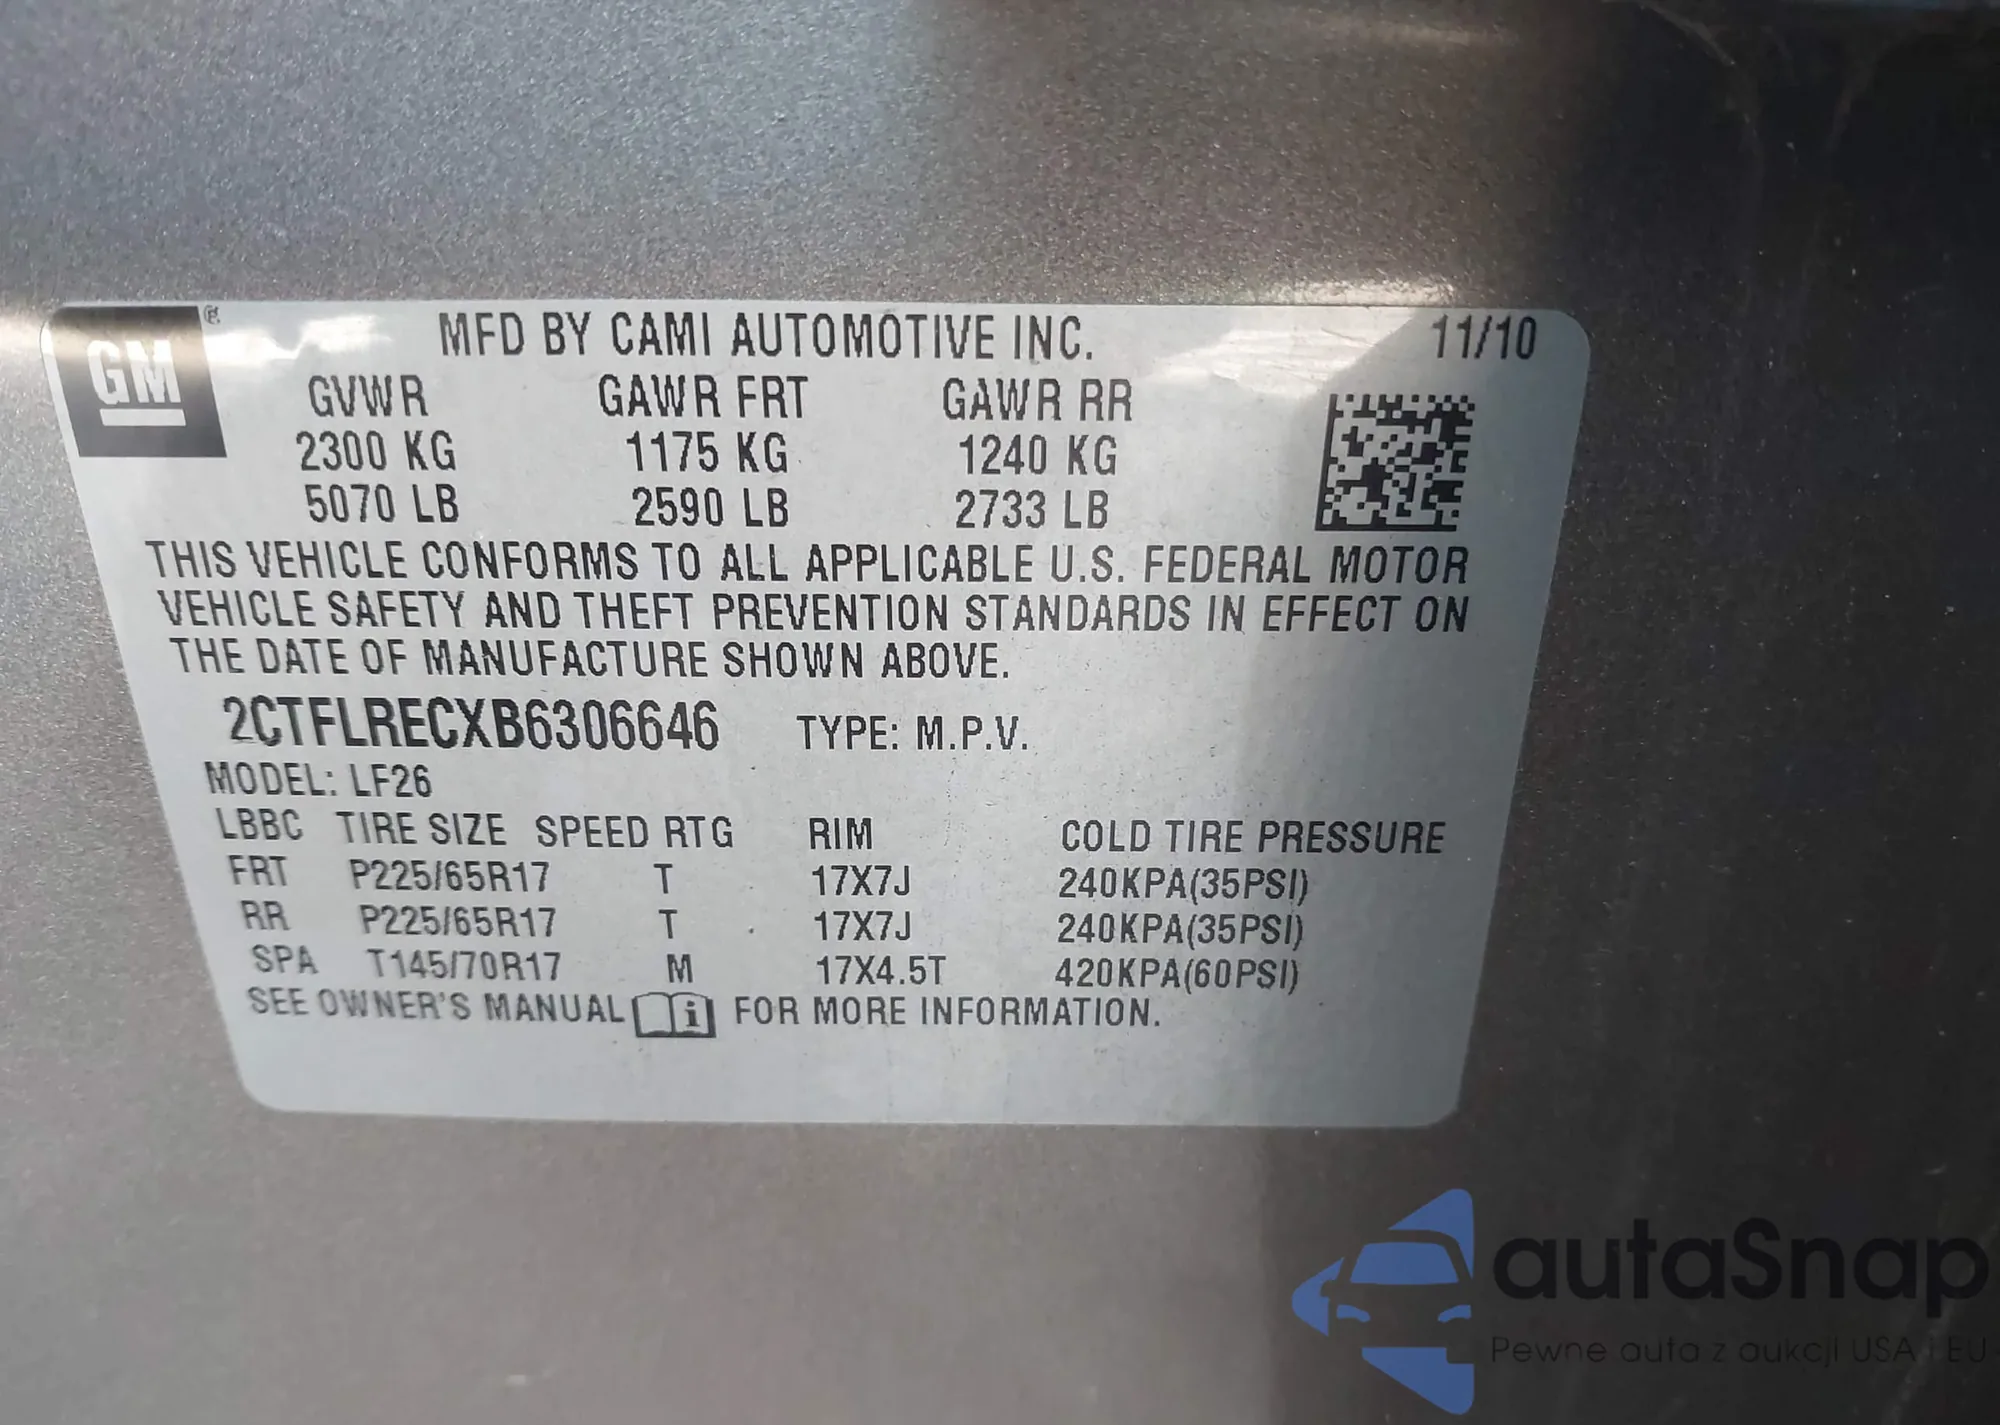 GM ® MFD BY CAMI AUTOMOTIVE INC. 11/10
GVWR GAWR FRT GAWR RR
2300 KG 1175 KG 1240 KG
5070 LB 2590 LB 2733 LB
THIS VEHICLE CONFORMS TO ALL APPLICABLE U.S. FEDERAL MOTOR
VEHICLE SAFETY AND THEFT PREVENTION STANDARDS IN EFFECT ON
THE DATE OF MANUFACTURE SHOWN ABOVE.
2CTFLRECXB6306646 TYPE: M.P.V.
MODEL: LF26
LBBC TIRE SIZE SPEED RTG RIM COLD TIRE PRESSURE
FRT P225/65R17 T 17X7J 240KPA(35PSI)
RR P225/65R17 T 17X7J 240KPA(35PSI)
SPA T145/70R17 M 17X4.5T 420KPA(60PSI)
SEE OWNER'S MANUAL i FOR MORE INFORMATION.
autaSnap
Pewne auta z aukcji USA i EU